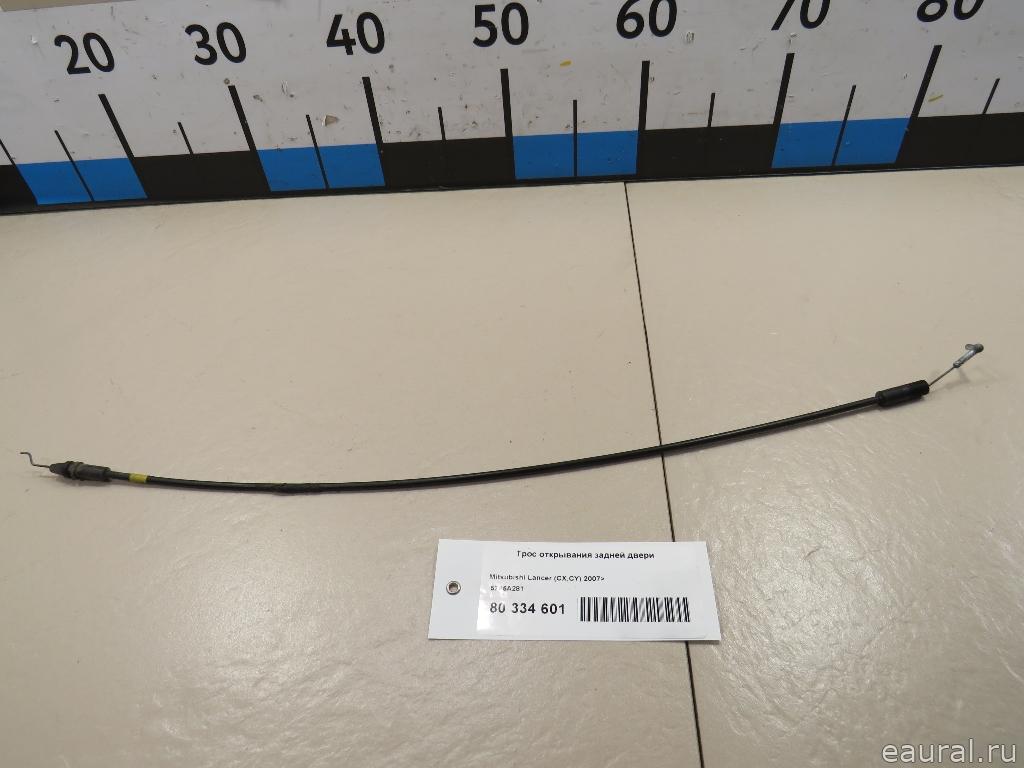 20 30 40 50 60 70 80
Трос открывания задней двери
Mitsubishi Lancer (CX,CY) 2007>
80 334 601
eaural.ru